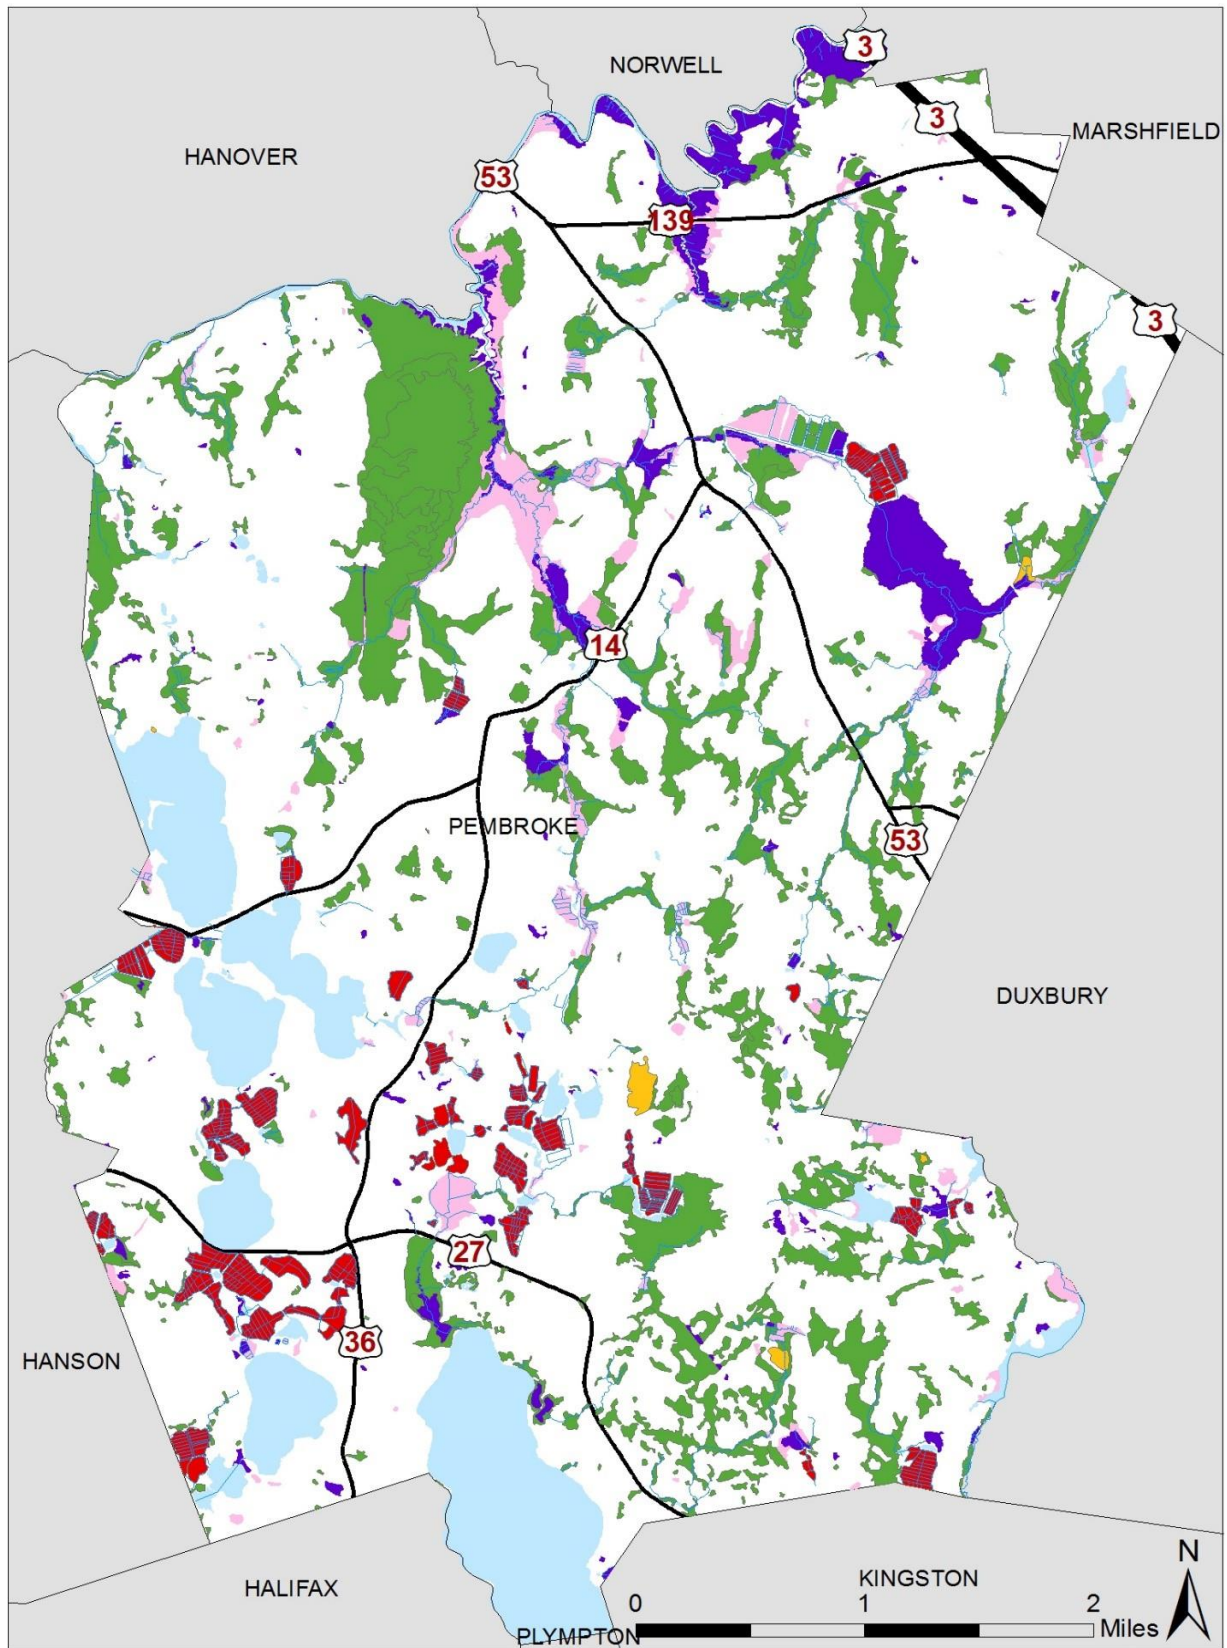 3
NORWELL
3
MARSHFIELD
HANOVER
53
139
3
14
PEMBROKE
53
DUXBURY
27
36
HANSON
HALIFAX
KINGSTON
PLYMPTON
N
0 1 2
Miles